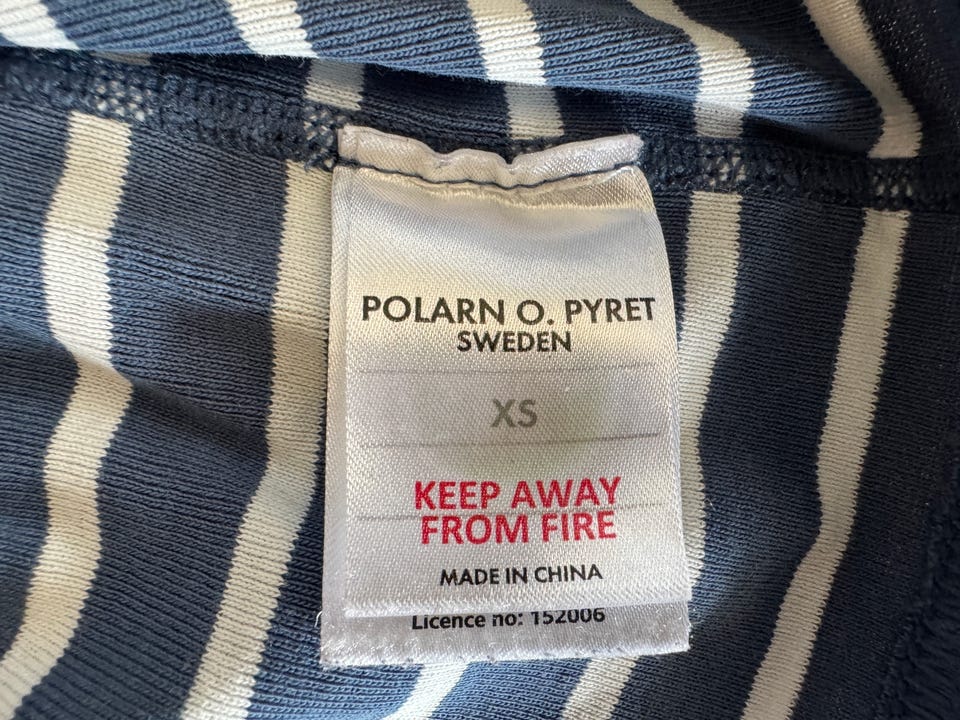 POLARN O. PYRET
SWEDEN
XS
KEEP AWAY
FROM FIRE
MADE IN CHINA
Licence no: 152006